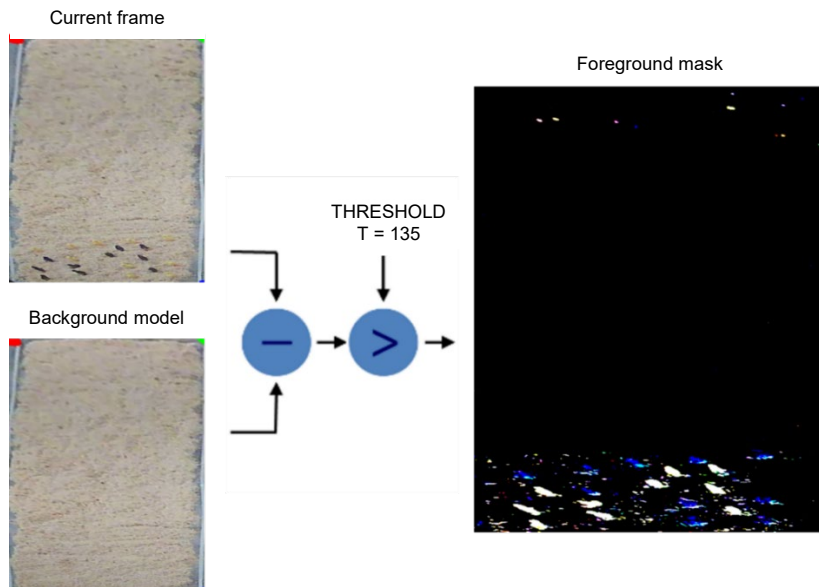 Current frame
Foreground mask
THRESHOLD
T = 135
Background model
−
>